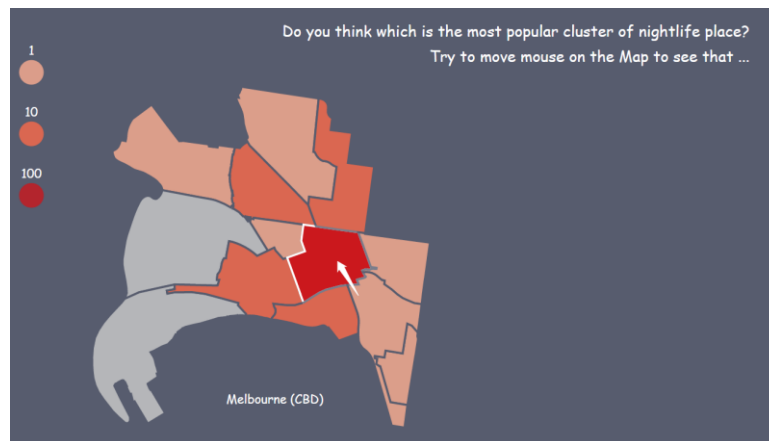 Do you think which is the most popular cluster of nightlife place?
Try to move mouse on the Map to see that ...
1
10
100
Melbourne (CBD)